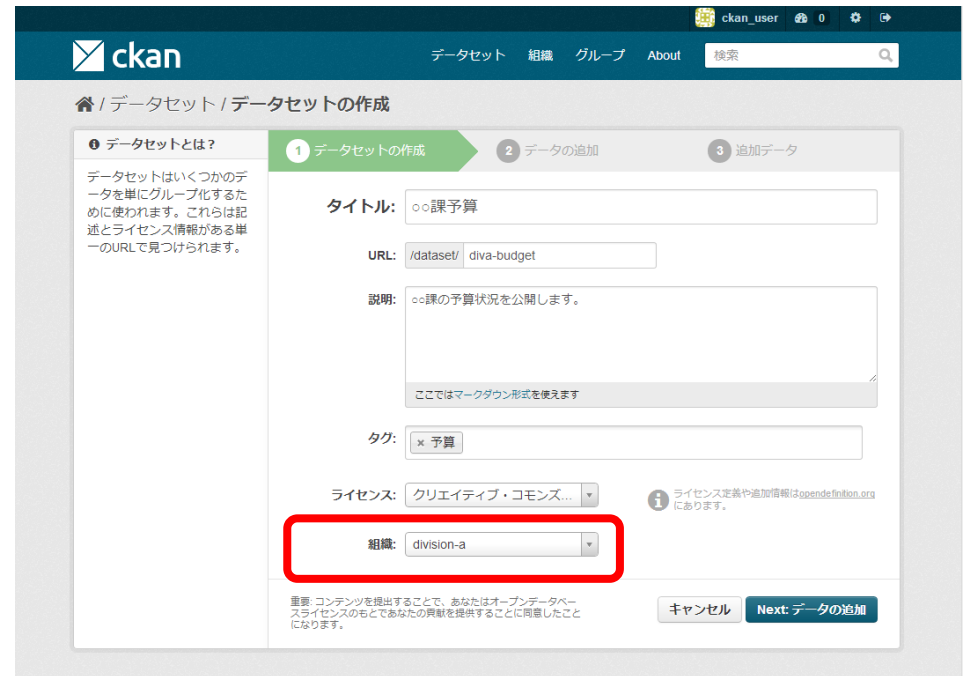 ckan_user 0
ckan
データセット 組織 グループ About 検索
/ データセット / データセットの作成
データセットとは?
データセットはいくつかのデ
ータを単にグループ化するた
めに使われます。これらは記
述とライセンス情報がある単
一のURLで見つけられます。
1 データセットの作成 2 データの追加 3 追加データ
タイトル: ○○課予算
URL: /dataset/ diva-budget
説明: ○○課の予算状況を公開します。
ここではマークダウン形式を使えます
タグ: × 予算
ライセンス: クリエイティブ・コモンズ...
ライセンス定義や追加情報はopendefinition.org
にあります。
組織: division-a
重要: コンテンツを提出することで、あなたはオープンデータベー
スライセンスのもとであなたの貢献を提供することに同意したこと
になります。
キャンセル Next: データの追加